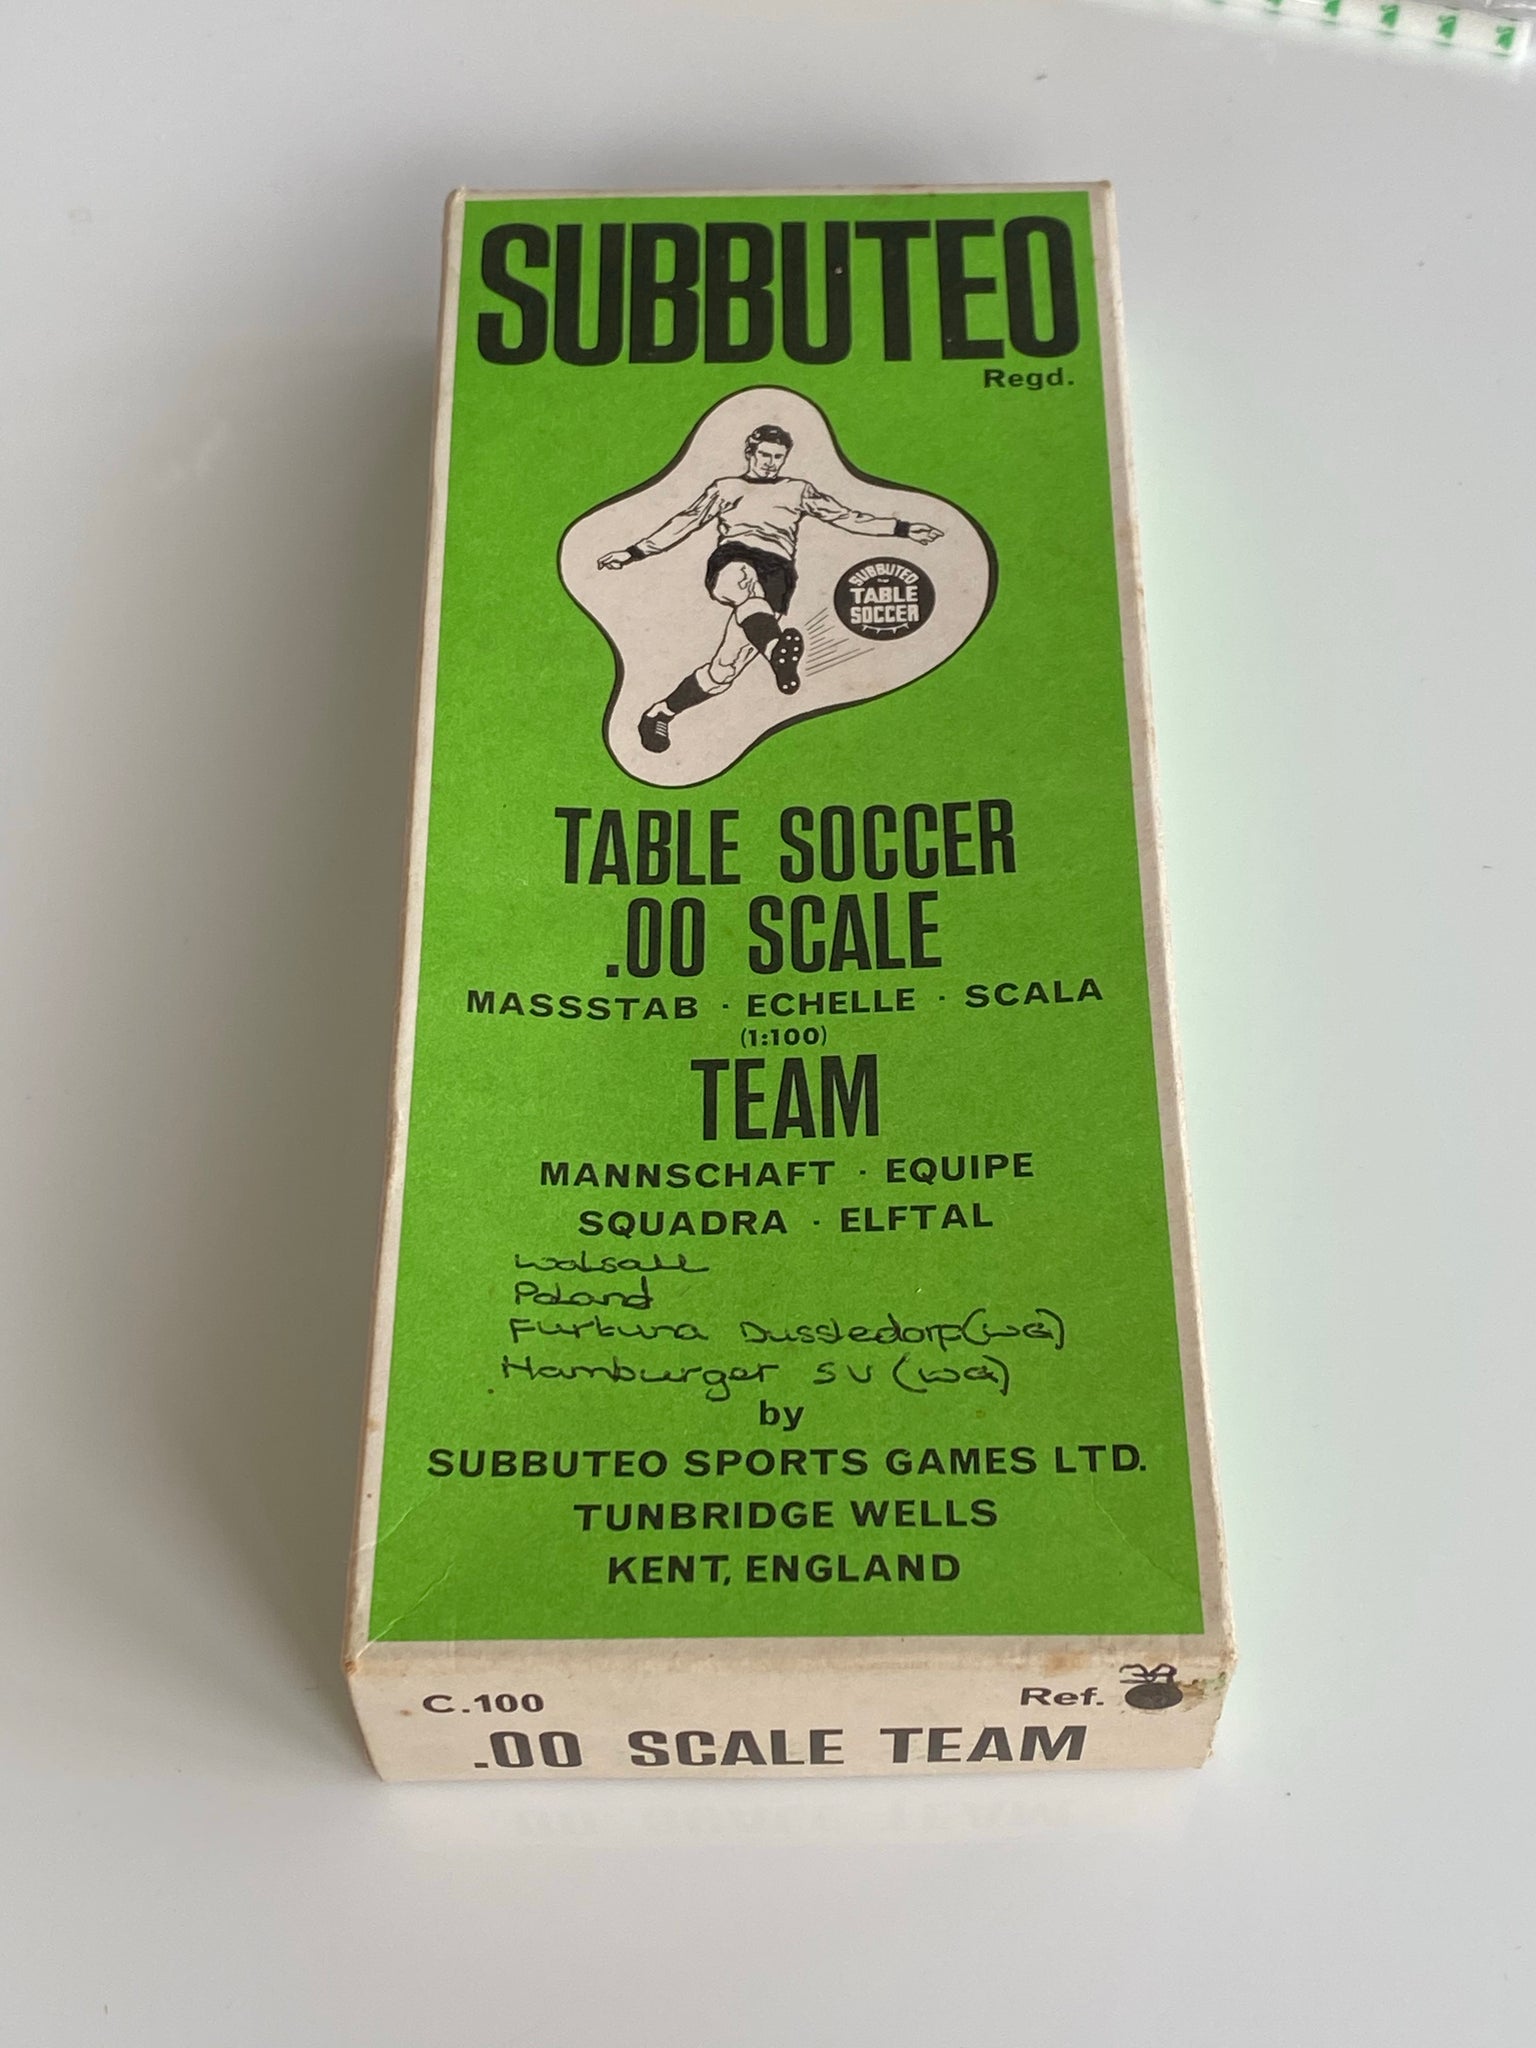 SUBBUTEO
Regd.
SUBBUTEO
TABLE
SOCCER
TABLE SOCCER
.00 SCALE
MASSSTAB · ECHELLE · SCALA
(1:100)
TEAM
MANNSCHAFT · EQUIPE
SQUADRA · ELFTAL
Walsall
Poland
Furtuna Dussledorf (WG)
Hamburger SV (WG)
by
SUBBUTEO SPORTS GAMES LTD.
TUNBRIDGE WELLS
KENT, ENGLAND
C.100 Ref.
.00 SCALE TEAM